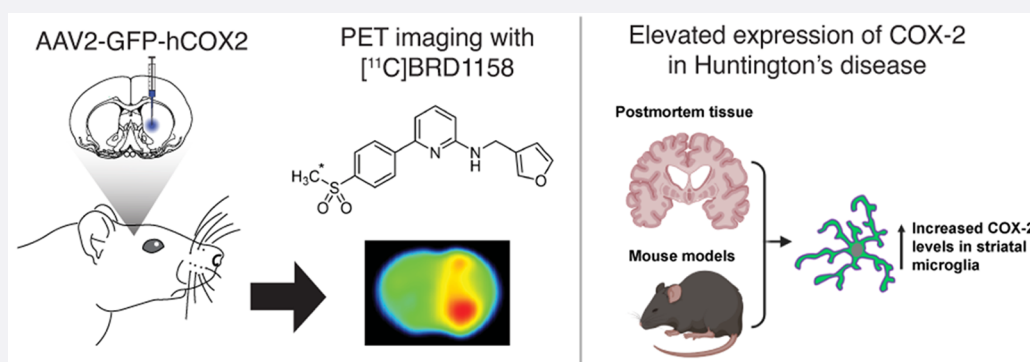 AAV2-GFP-hCOX2
PET imaging with
[¹¹C]BRD1158
*
H₃C
S
O O
N
N
H
O
Elevated expression of COX-2
in Huntington's disease
Postmortem tissue
Mouse models
Increased COX-2
levels in striatal
microglia